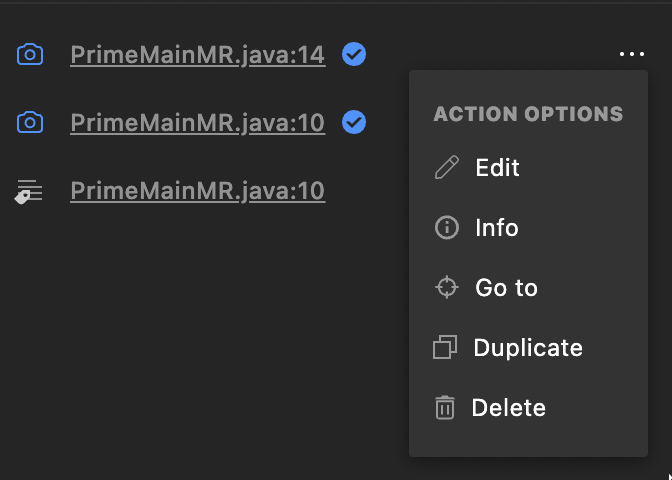 PrimeMainMR.java:14
PrimeMainMR.java:10
PrimeMainMR.java:10
ACTION OPTIONS
Edit
Info
Go to
Duplicate
Delete